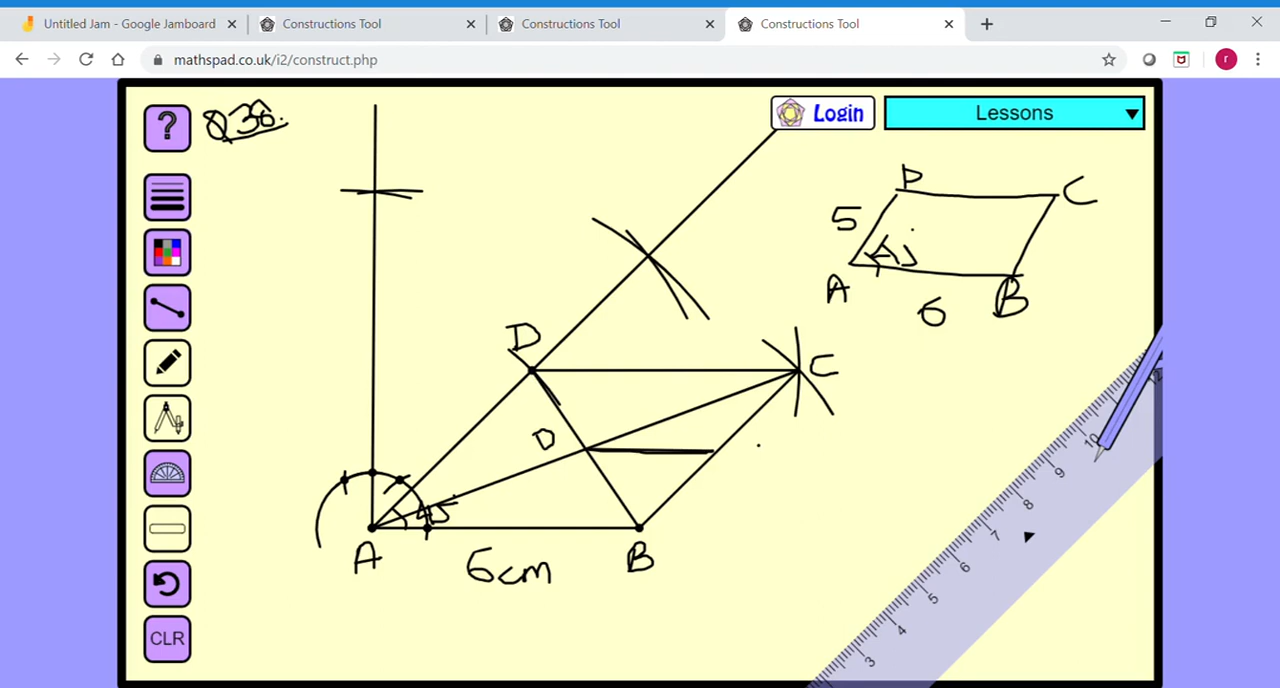 Untitled Jam - Google Jamboard
Constructions Tool
Constructions Tool
Constructions Tool
mathspad.co.uk/i2/construct.php
r
?
Q36.
Login
Lessons
D
C
5
A
6
B
D
C
O
45
A
6cm
B
10
9
8
7
6
5
4
3
CLR